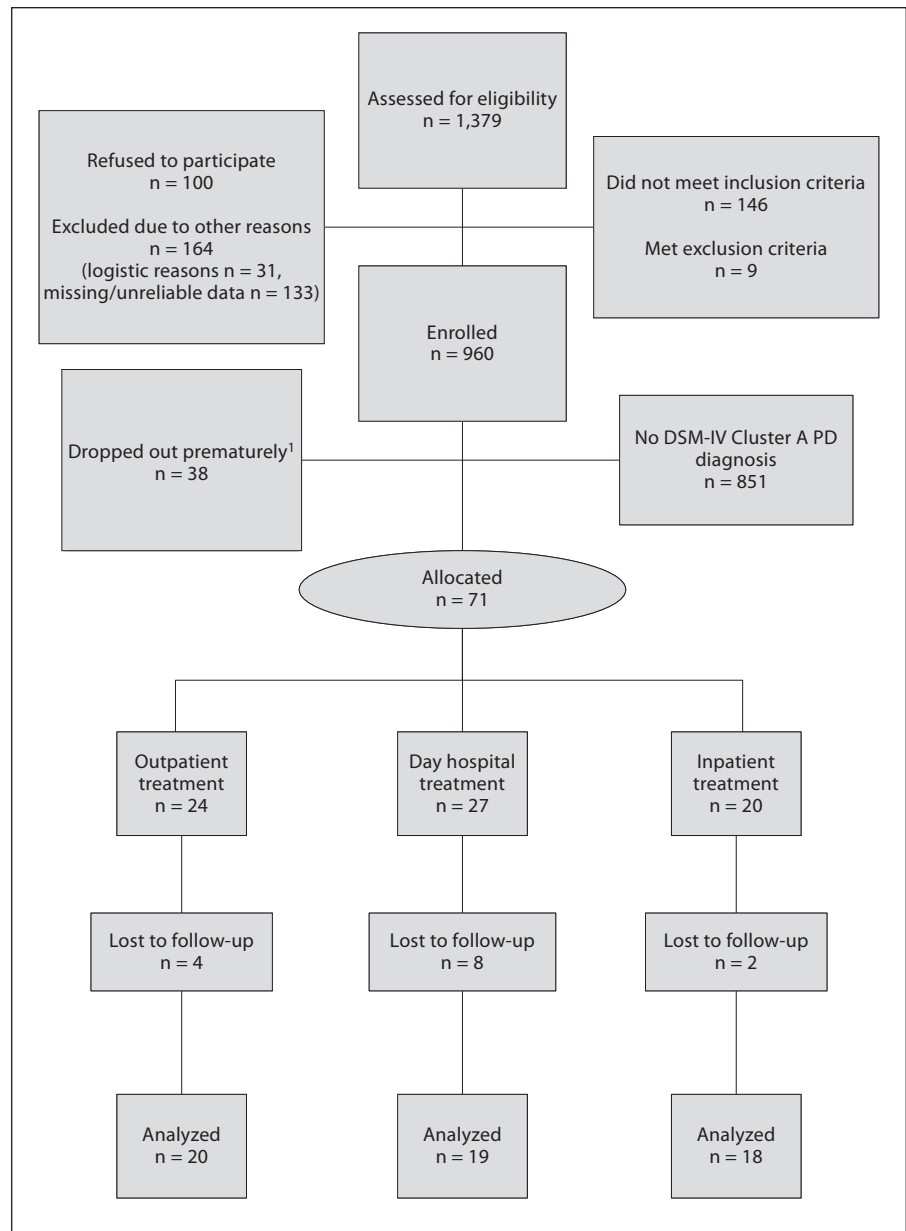 Assessed for eligibility
n = 1,379
Refused to participate
n = 100
Excluded due to other reasons
n = 164
(logistic reasons n = 31,
missing/unreliable data n = 133)
Did not meet inclusion criteria
n = 146
Met exclusion criteria
n = 9
Enrolled
n = 960
Dropped out prematurely¹
n = 38
No DSM-IV Cluster A PD
diagnosis
n = 851
Allocated
n = 71
Outpatient
treatment
n = 24
Day hospital
treatment
n = 27
Inpatient
treatment
n = 20
Lost to follow-up
n = 4
Lost to follow-up
n = 8
Lost to follow-up
n = 2
Analyzed
n = 20
Analyzed
n = 19
Analyzed
n = 18